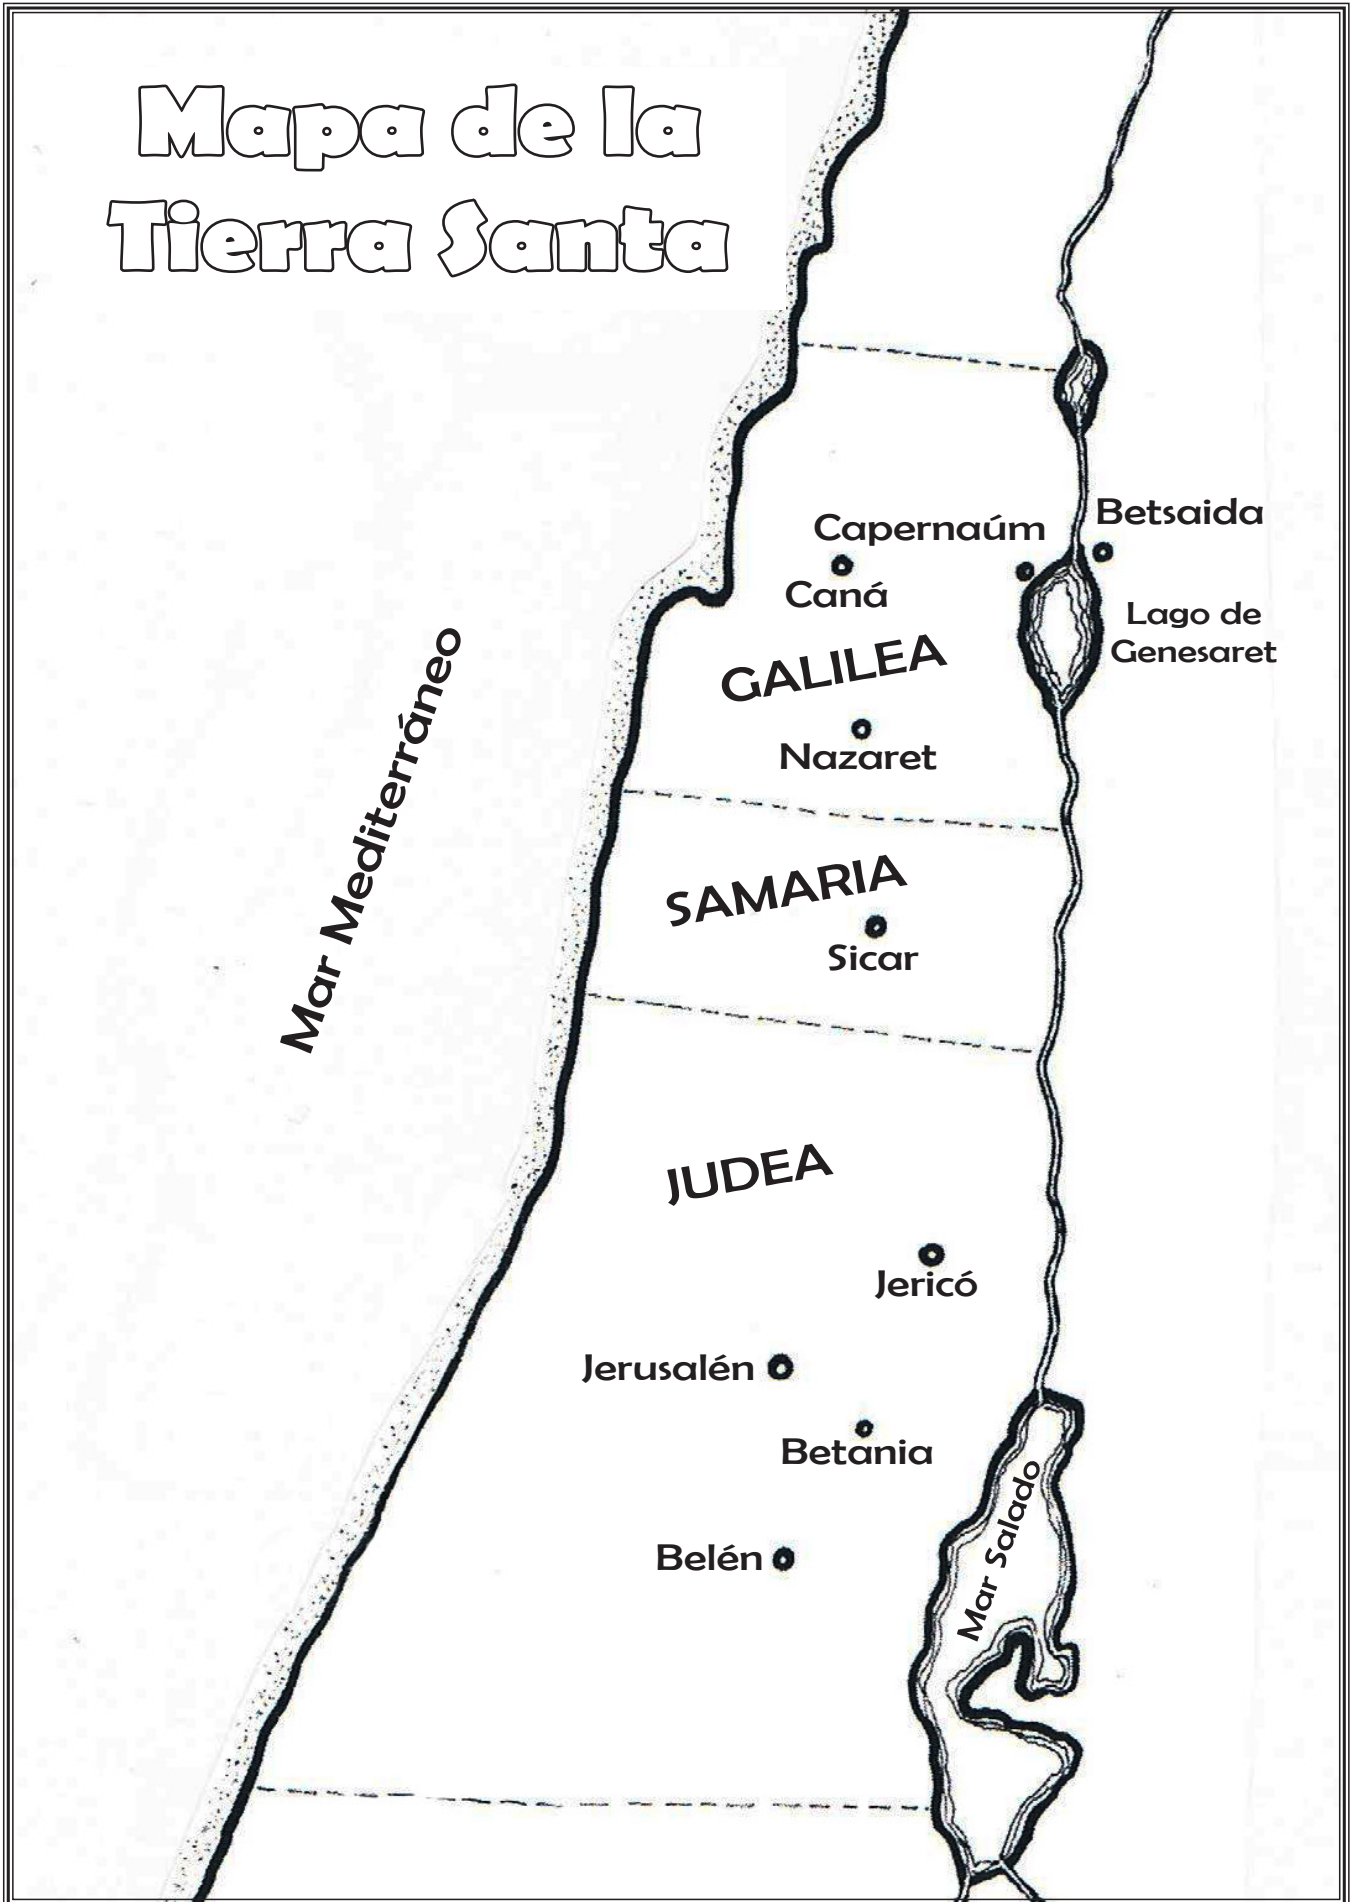 Mapa de la
Tierra Santa
Betsaida
Capernaúm
Caná
Lago de
Genesaret
GALILEA
Nazaret
Mar Mediterráneo
SAMARIA
Sicar
JUDEA
Jericó
Jerusalén
Betania
Mar Salado
Belén